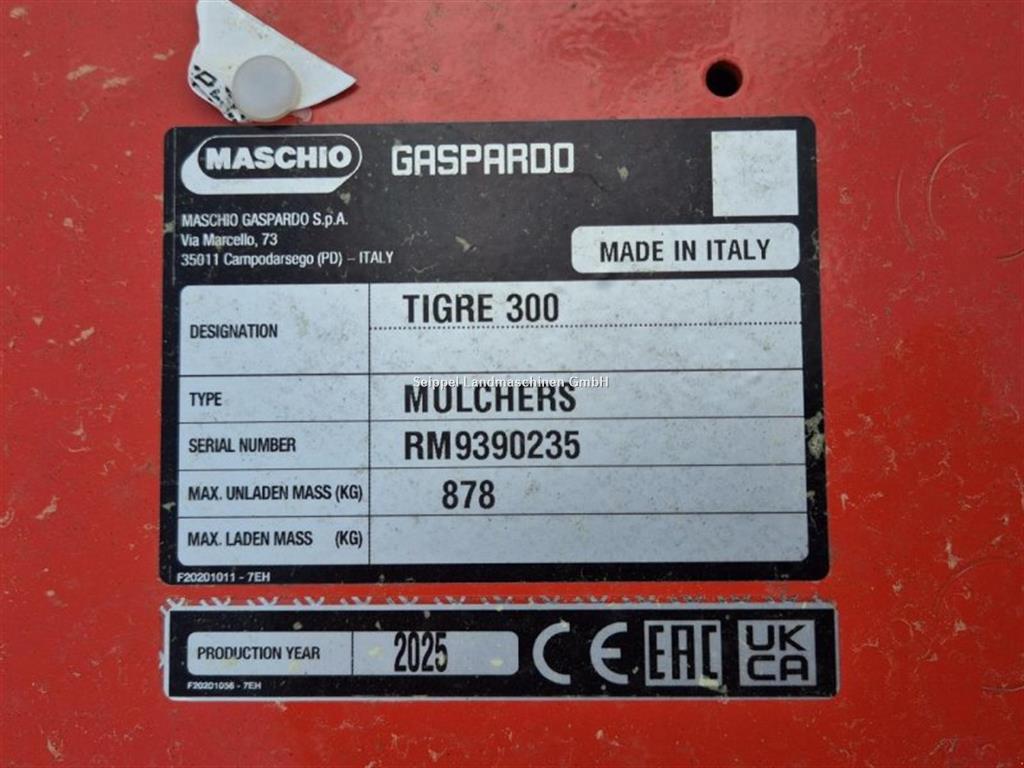 MASCHIO GASPARDO
MASCHIO GASPARDO S.p.A.
Via Marcello, 73
35011 Campodarsego (PD) – ITALY
MADE IN ITALY
DESIGNATION TIGRE 300
Seippel Landmaschinen GmbH
TYPE MULCHERS
SERIAL NUMBER RM9390235
MAX. UNLADEN MASS (KG) 878
MAX. LADEN MASS (KG)
F20201011 - 7EH
PRODUCTION YEAR 2025 CE EAC UK CA
F20201056 - 7EH